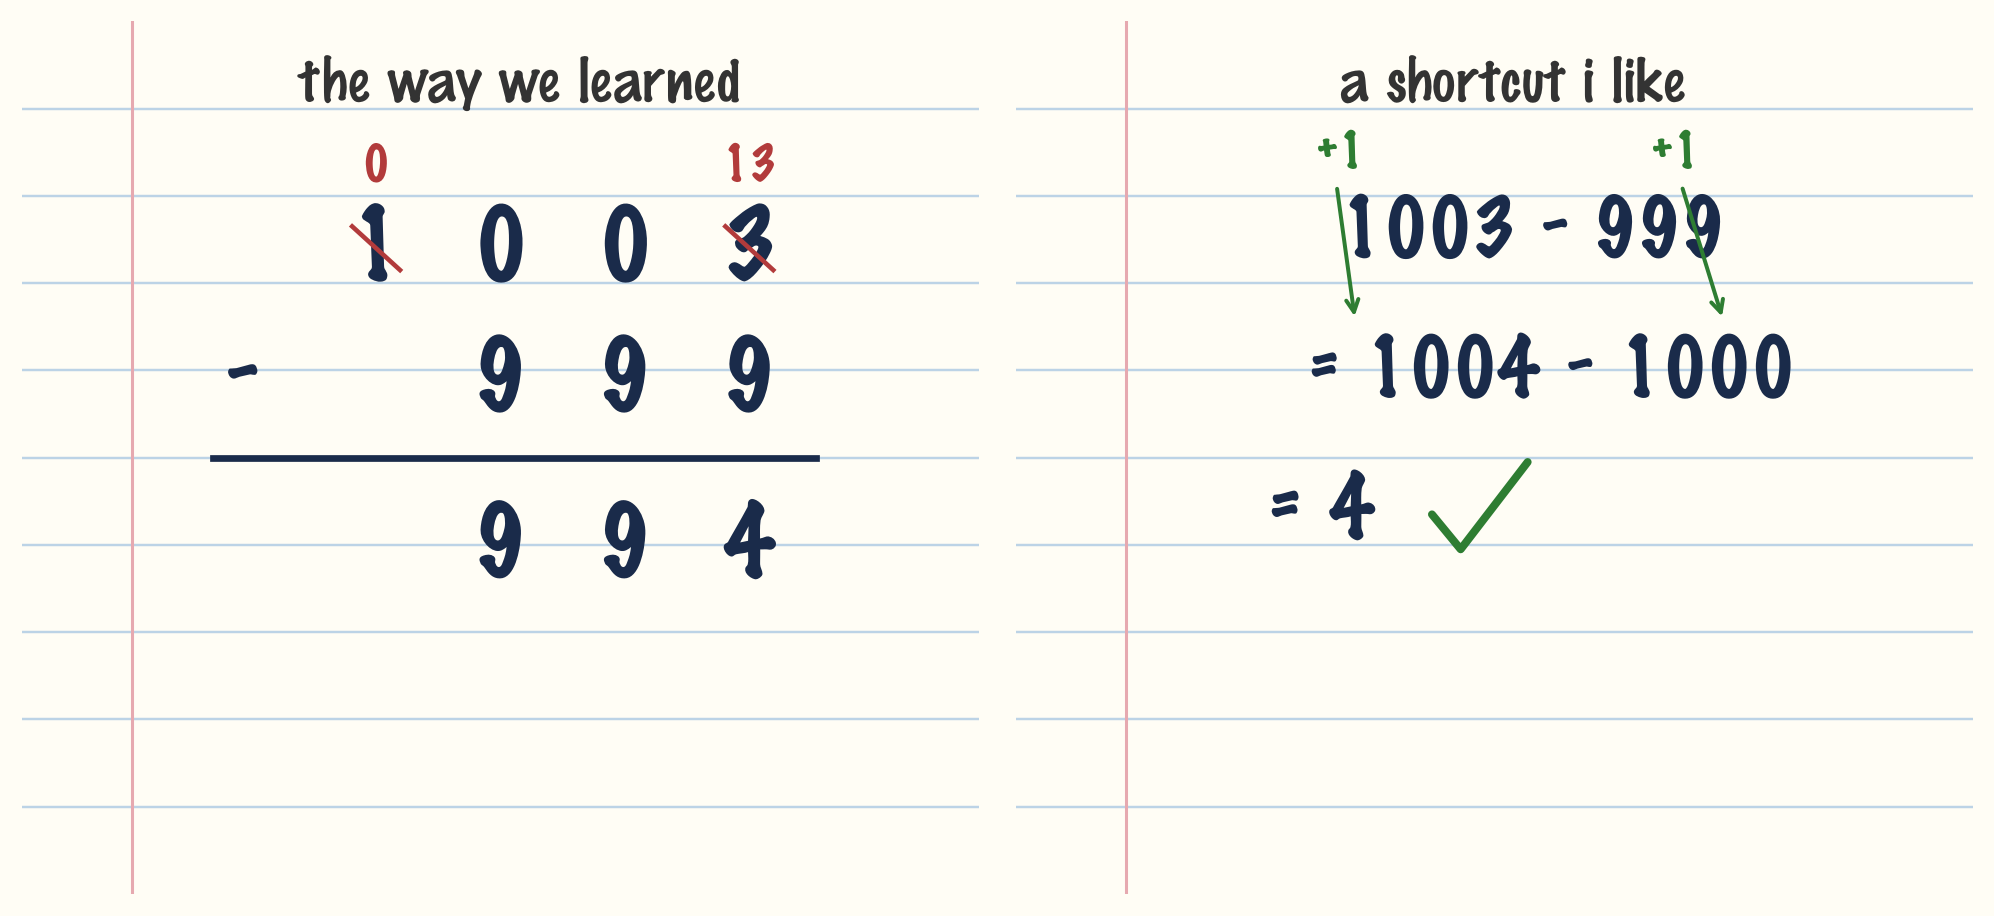 the way we learned
0 13
1 0 0 3
- 9 9 9
9 9 4
a shortcut i like
+1 +1
1003 - 999
= 1004 - 1000
= 4 ✓